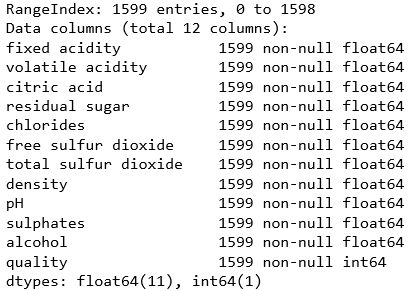 RangeIndex: 1599 entries, 0 to 1598
Data columns (total 12 columns):
fixed acidity           1599 non-null float64
volatile acidity        1599 non-null float64
citric acid             1599 non-null float64
residual sugar          1599 non-null float64
chlorides               1599 non-null float64
free sulfur dioxide     1599 non-null float64
total sulfur dioxide    1599 non-null float64
density                 1599 non-null float64
pH                      1599 non-null float64
sulphates               1599 non-null float64
alcohol                 1599 non-null float64
quality                 1599 non-null int64
dtypes: float64(11), int64(1)